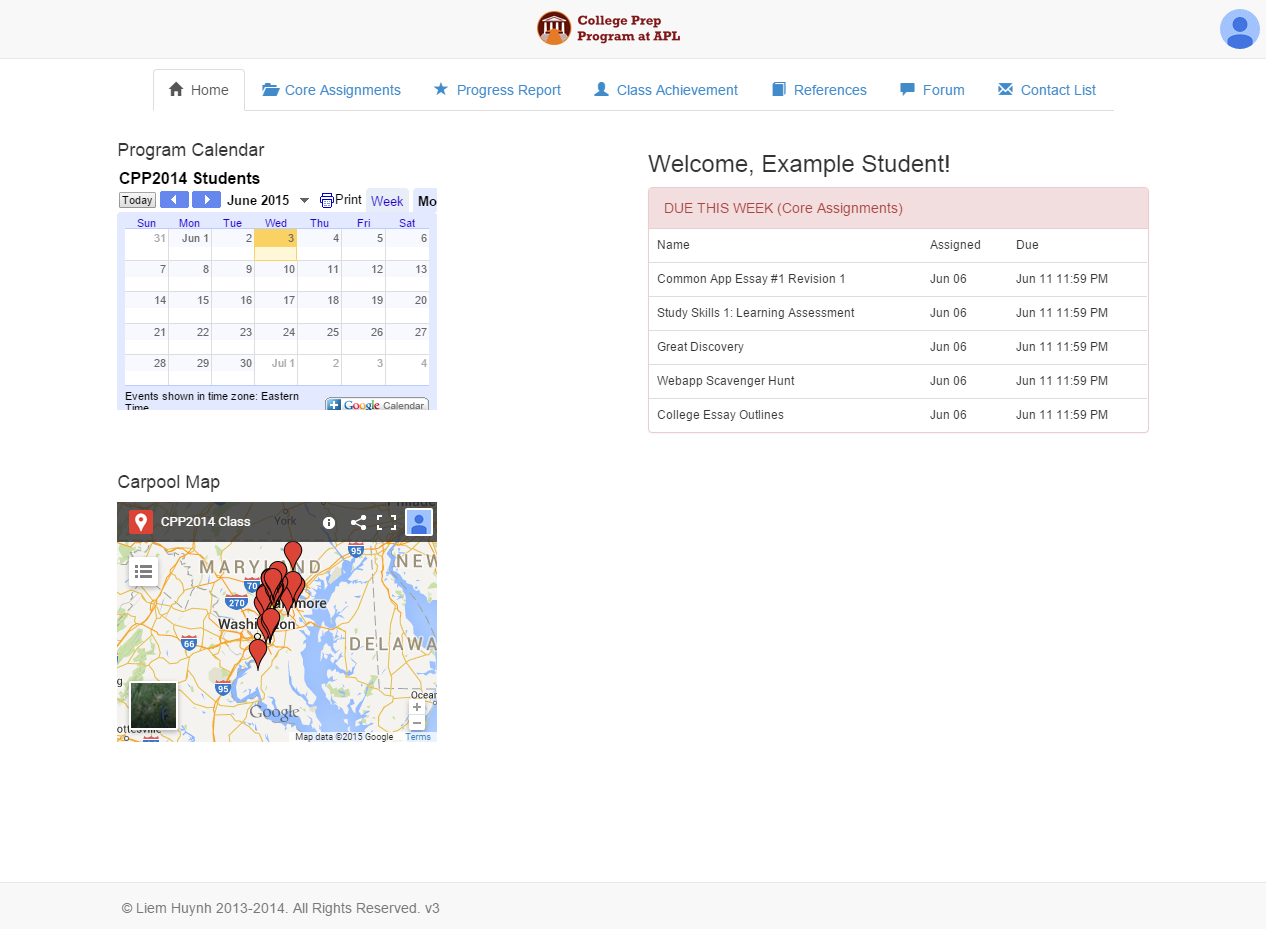 College Prep
Program at APL
Home Core Assignments Progress Report Class Achievement References Forum Contact List
Program Calendar
CPP2014 Students
Today June 2015 Print Week Mo
Sun Mon Tue Wed Thu Fri Sat
31 Jun 1 2 3 4 5 6
7 8 9 10 11 12 13
14 15 16 17 18 19 20
21 22 23 24 25 26 27
28 29 30 Jul 1 2 3 4
Events shown in time zone: Eastern
Time
Google Calendar
Welcome, Example Student!
DUE THIS WEEK (Core Assignments)
Name Assigned Due
Common App Essay #1 Revision 1 Jun 06 Jun 11 11:59 PM
Study Skills 1: Learning Assessment Jun 06 Jun 11 11:59 PM
Great Discovery Jun 06 Jun 11 11:59 PM
Webapp Scavenger Hunt Jun 06 Jun 11 11:59 PM
College Essay Outlines Jun 06 Jun 11 11:59 PM
Carpool Map
CPP2014 Class
York
95
MARYLAND NEW
70
270
Washington
66
DELAWA
95
Ocean
Google
Map data ©2015 Google Terms
© Liem Huynh 2013-2014. All Rights Reserved. v3